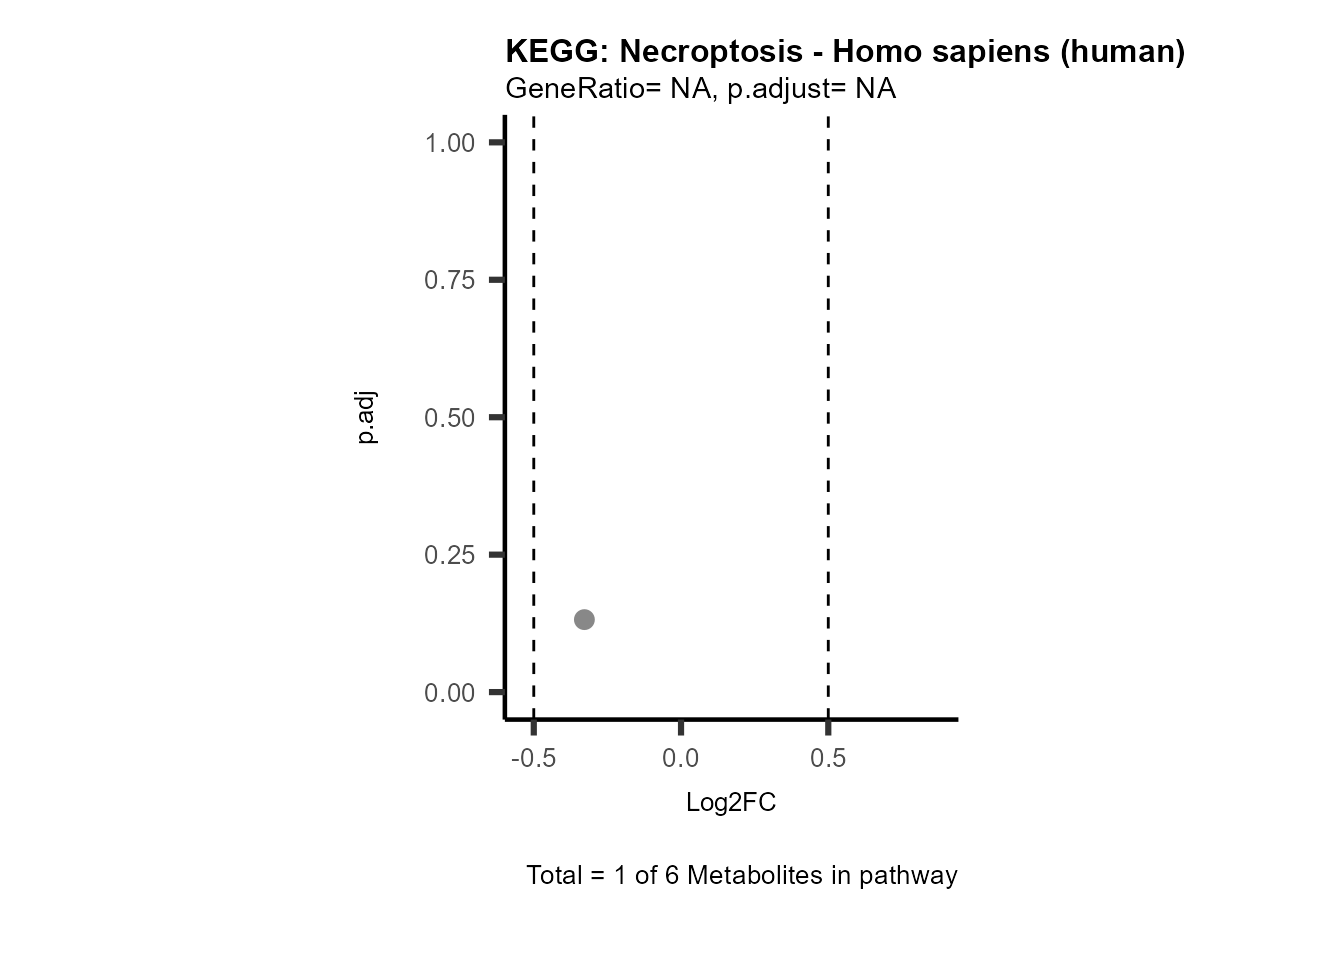 KEGG: Necroptosis - Homo sapiens (human)
GeneRatio= NA, p.adjust= NA
1.00
0.75
0.50
0.25
0.00
p.adj
-0.5 0.0 0.5
Log2FC
Total = 1 of 6 Metabolites in pathway